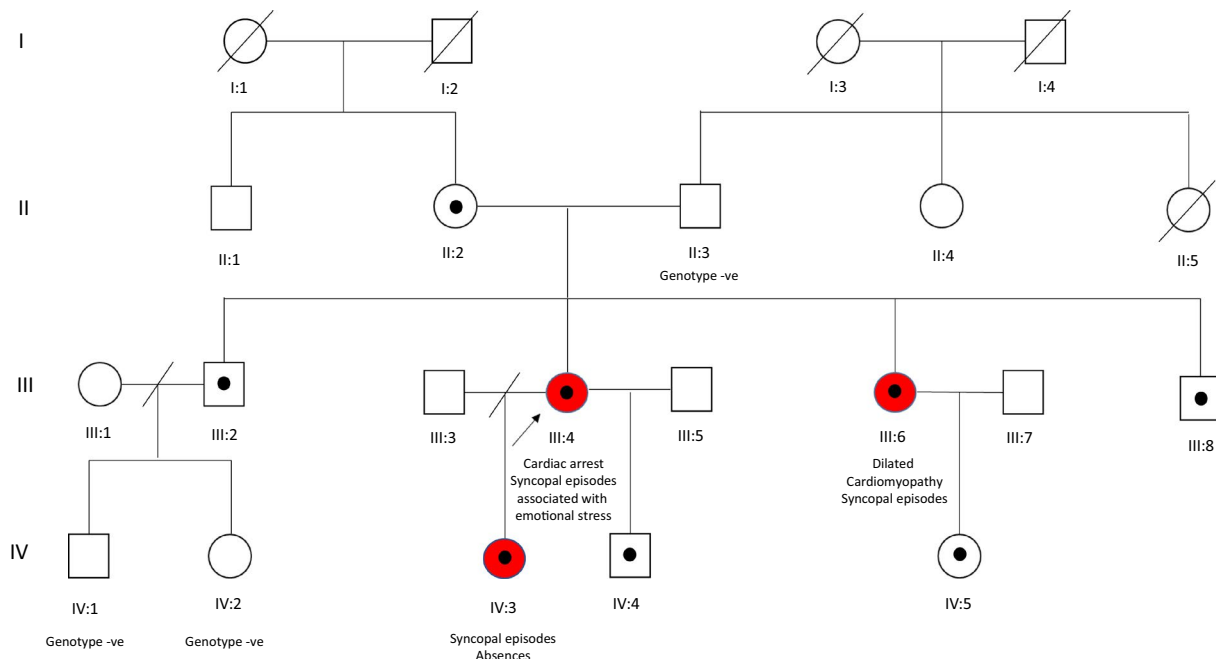 I
I:1
I:2
I:3
I:4
II
II:1
II:2
II:3
Genotype -ve
II:4
II:5
III
III:1
III:2
III:3
III:4
Cardiac arrest
Syncopal episodes
associated with
emotional stress
III:5
III:6
Dilated
Cardiomyopathy
Syncopal episodes
III:7
III:8
IV
IV:1
Genotype -ve
IV:2
Genotype -ve
IV:3
Syncopal episodes
Absences
IV:4
IV:5